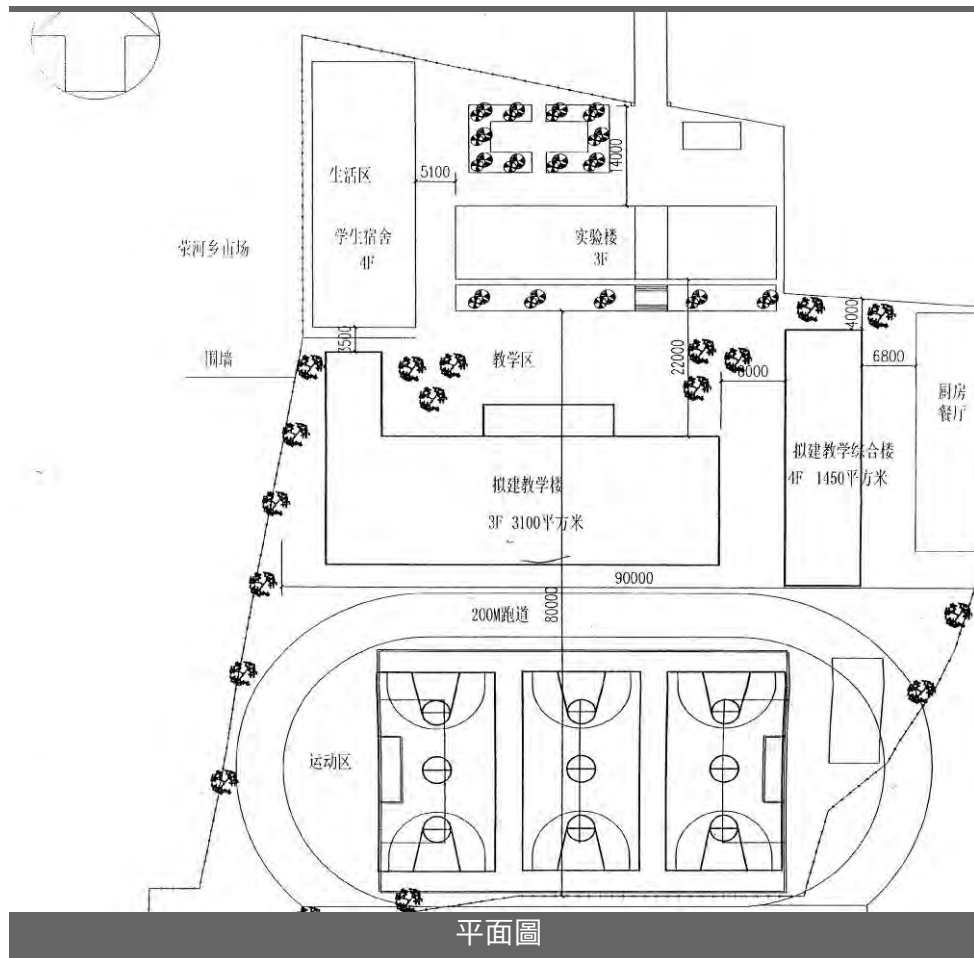 14000
生活区
5100
学生宿舍
4F
实验楼
3F
荥河乡市场
围墙
3500
教学区
22000
6000
4000
6800
厨房
餐厅
拟建教学楼
3F 3100平方米
拟建教学综合楼
4F 1450平方米
90000
80000
200M跑道
运动区
平面圖